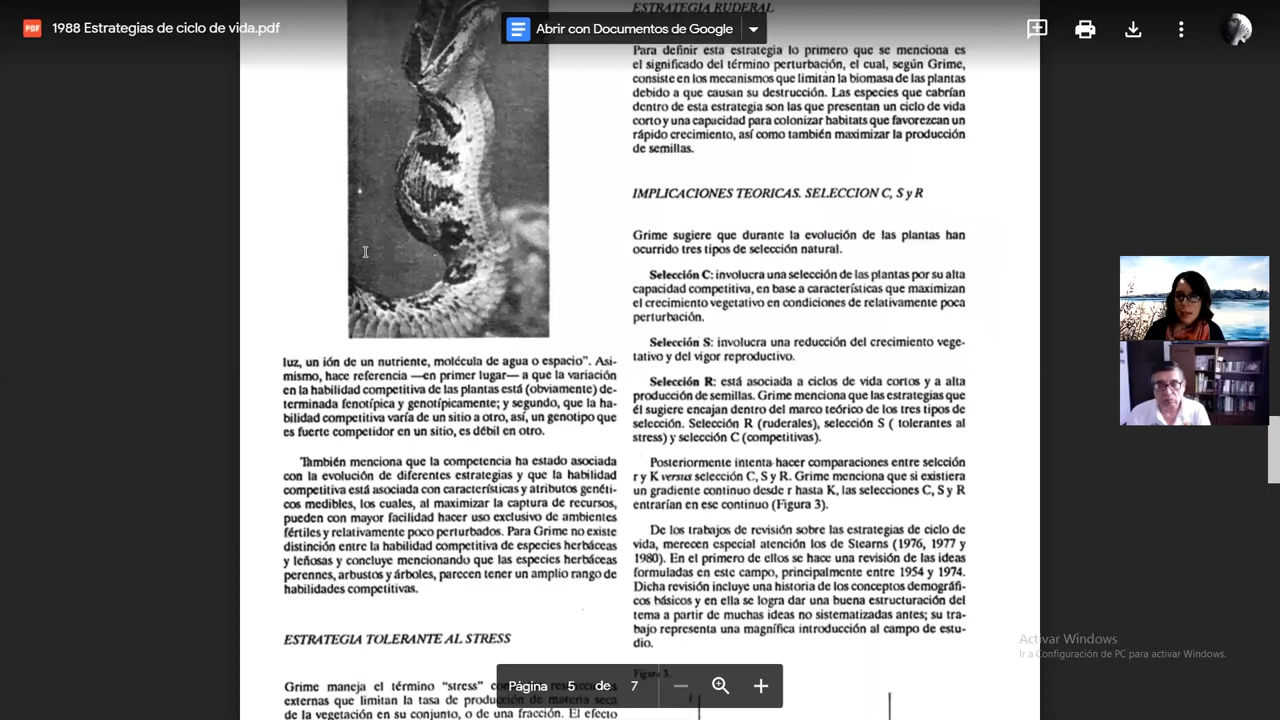 PDF
1988 Estrategias de ciclo de vida.pdf
Abrir con Documentos de Google
luz, un ión de un nutriente, molécula de agua o espacio". Asi-
mismo, hace referencia —en primer lugar— a que la variación
en la habilidad competitiva de las plantas está (obviamente) de-
terminada fenotípica y genotípicamente; y segundo, que la ha-
bilidad competitiva varía de un sitio a otro, así, un genotipo que
es fuerte competidor en un sitio, es débil en otro.
También menciona que la competencia ha estado asociada
con la evolución de diferentes estrategias y que la habilidad
competitiva está asociada con características y atributos genéti-
cos medibles, los cuales, al maximizar la captura de recursos,
pueden con mayor facilidad hacer uso exclusivo de ambientes
fértiles y relativamente poco perturbados. Para Grime no existe
distinción entre la habilidad competitiva de especies herbáceas
y leñosas y concluye mencionando que las especies herbáceas
perennes, arbustos y árboles, parecen tener un amplio rango de
habilidades competitivas.
ESTRATEGIA TOLERANTE AL STRESS
Grime maneja el término "stress"
externas que limitan la tasa de producción de materia seca
de la vegetación en su conjunto, o de una fracción. El efecto
ESTRATEGIA RUDERAL
Para definir esta estrategia lo primero que se menciona es
el significado del término perturbación, el cual, según Grime,
consiste en los mecanismos que limitan la biomasa de las plantas
debido a que causan su destrucción. Las especies que cabrían
dentro de esta estrategia son las que presentan un ciclo de vida
corto y una capacidad para colonizar habitats que favorezcan un
rápido crecimiento, así como también maximizar la producción
de semillas.
IMPLICACIONES TEORICAS. SELECCION C, S y R
Grime sugiere que durante la evolución de las plantas han
ocurrido tres tipos de selección natural.
Selección C: involucra una selección de las plantas por su alta
capacidad competitiva, en base a características que maximizan
el crecimiento vegetativo en condiciones de relativamente poca
perturbación.
Selección S: involucra una reducción del crecimiento vege-
tativo y del vigor reproductivo.
Selección R: está asociada a ciclos de vida cortos y a alta
producción de semillas. Grime menciona que las estrategias que
él sugiere encajan dentro del marco teórico de los tres tipos de
selección. Selección R (ruderales), selección S ( tolerantes al
stress) y selección C (competitivas).
Posteriormente intenta hacer comparaciones entre selcción
r y K versus selección C, S y R. Grime menciona que si existiera
un gradiente continuo desde r hasta K, las selecciones C, S y R
entrarían en ese continuo (Figura 3).
De los trabajos de revisión sobre las estrategias de ciclo de
vida, merecen especial atención los de Stearns (1976, 1977 y
1980). En el primero de ellos se hace una revisión de las ideas
formuladas en este campo, principalmente entre 1954 y 1974.
Dicha revisión incluye una historia de los conceptos demográfi-
cos básicos y en ella se logra dar una buena estructuración del
tema a partir de muchas ideas no sistematizadas antes; su tra-
bajo representa una magnífica introducción al campo de estu-
dio.
Figura 3.
Página 5 de 7
Activar Windows
Ir a Configuración de PC para activar Windows.